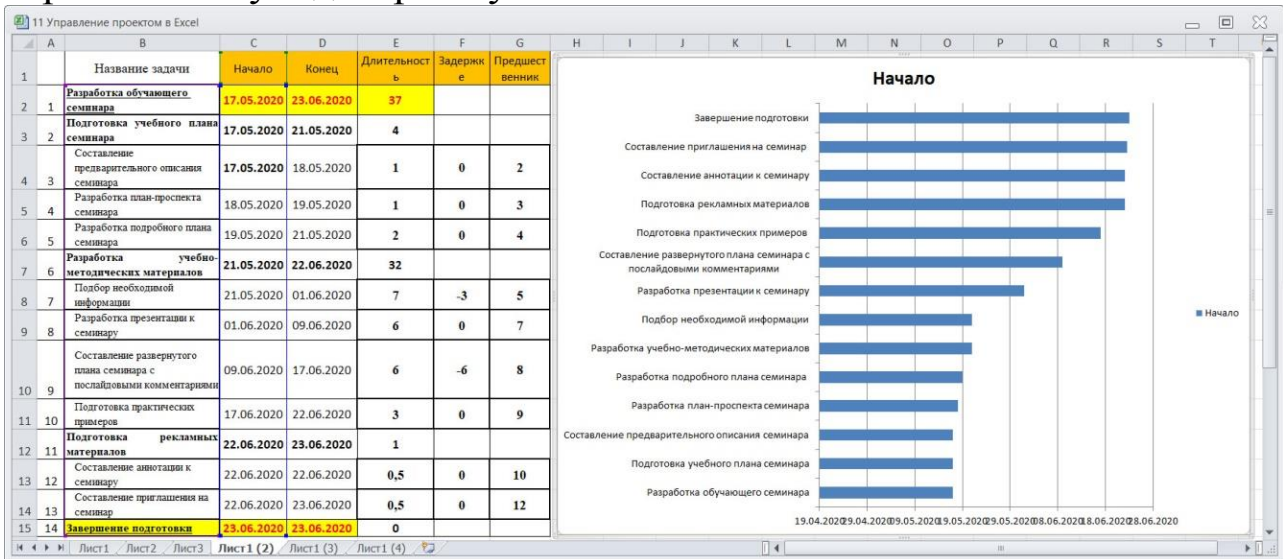 11 Управление проектом в Excel
A B C D E F G H I J K L M N O P Q R S T
1 Название задачи Начало Конец Длительность Задержке Предшественник
2 1 Разработка обучающего семинара 17.05.2020 23.06.2020 37
3 2 Подготовка учебного плана семинара 17.05.2020 21.05.2020 4
4 3 Составление предварительного описания семинара 17.05.2020 18.05.2020 1 0 2
5 4 Разработка план-проспекта семинара 18.05.2020 19.05.2020 1 0 3
6 5 Разработка подробного плана семинара 19.05.2020 21.05.2020 2 0 4
7 6 Разработка учебно-методических материалов 21.05.2020 22.06.2020 32
8 7 Подбор необходимой информации 21.05.2020 01.06.2020 7 -3 5
9 8 Разработка презентации к семинару 01.06.2020 09.06.2020 6 0 7
10 9 Составление развернутого плана семинара с послайдовыми комментариями 09.06.2020 17.06.2020 6 -6 8
11 10 Подготовка практических примеров 17.06.2020 22.06.2020 3 0 9
12 11 Подготовка рекламных материалов 22.06.2020 23.06.2020 1
13 12 Составление аннотации к семинару 22.06.2020 22.06.2020 0,5 0 10
14 13 Составление приглашения на семинар 22.06.2020 23.06.2020 0,5 0 12
15 14 Завершение подготовки 23.06.2020 23.06.2020 0
Начало
Завершение подготовки
Составление приглашения на семинар
Составление аннотации к семинару
Подготовка рекламных материалов
Подготовка практических примеров
Составление развернутого плана семинара с
послайдовыми комментариями
Разработка презентации к семинару
Подбор необходимой информации
Разработка учебно-методических материалов
Разработка подробного плана семинара
Разработка план-проспекта семинара
Составление предварительного описания семинара
Подготовка учебного плана семинара
Разработка обучающего семинара
19.04.2020 29.04.2020 09.05.2020 19.05.2020 29.05.2020 08.06.2020 18.06.2020 28.06.2020
Начало
Лист1 Лист2 Лист3 Лист1 (2) Лист1 (3) Лист1 (4)